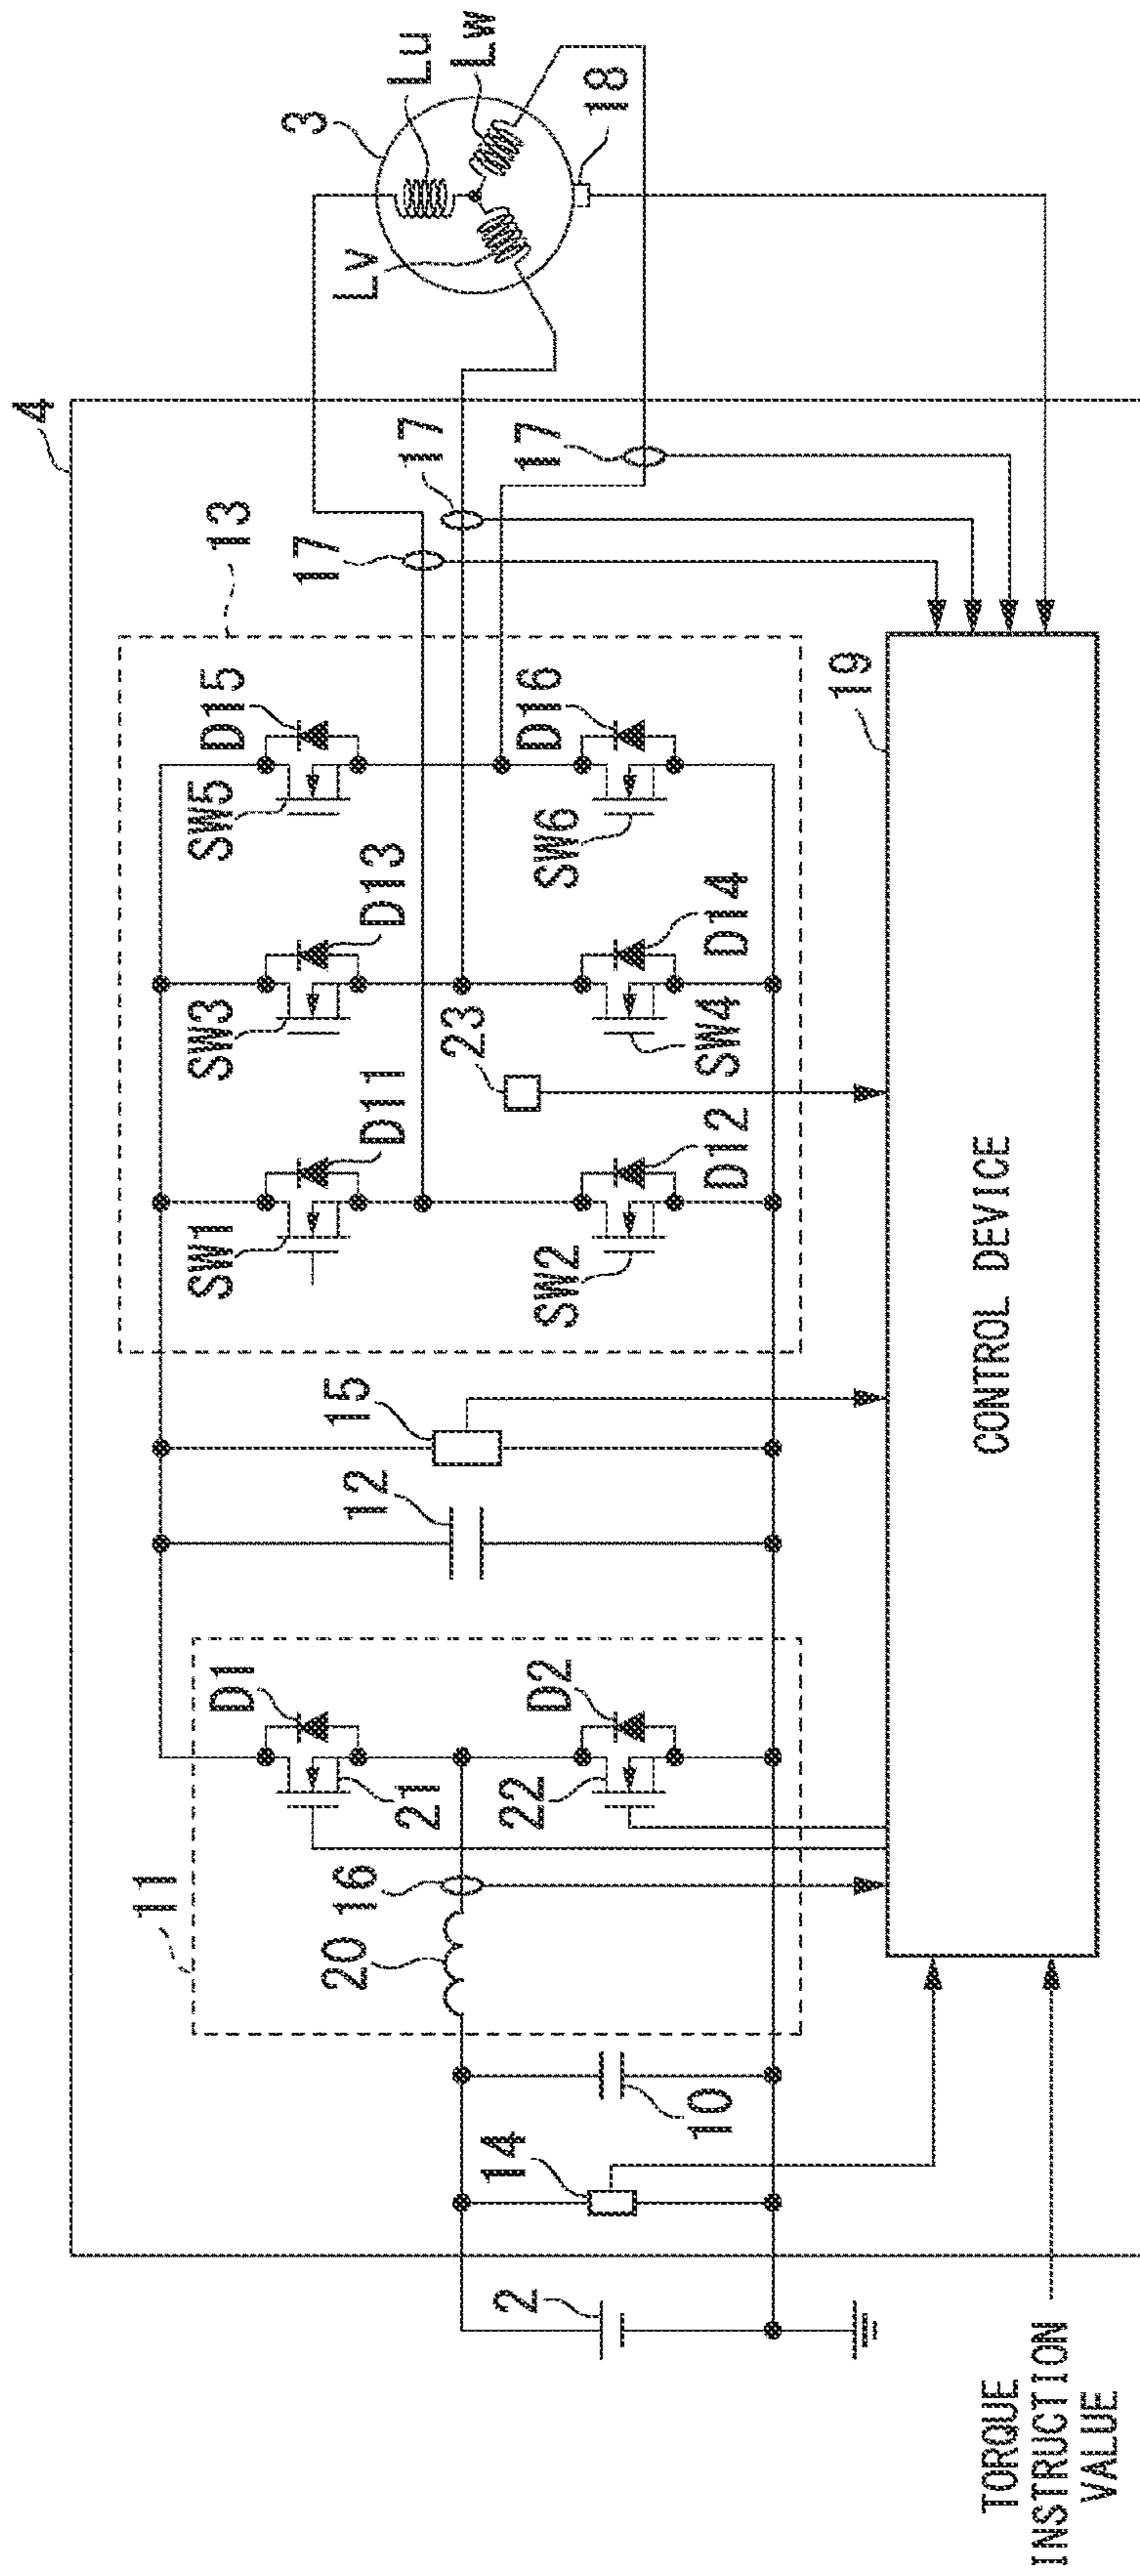 4
3
Lu
Lw
Lv
18
17
17
17
13
D15
SW5
D16
SW6
D13
SW3
D14
SW4
23
D11
SW1
D12
SW2
15
12
19
CONTROL DEVICE
11
D1
21
D2
22
16
20
10
14
2
TORQUE
INSTRUCTION
VALUE